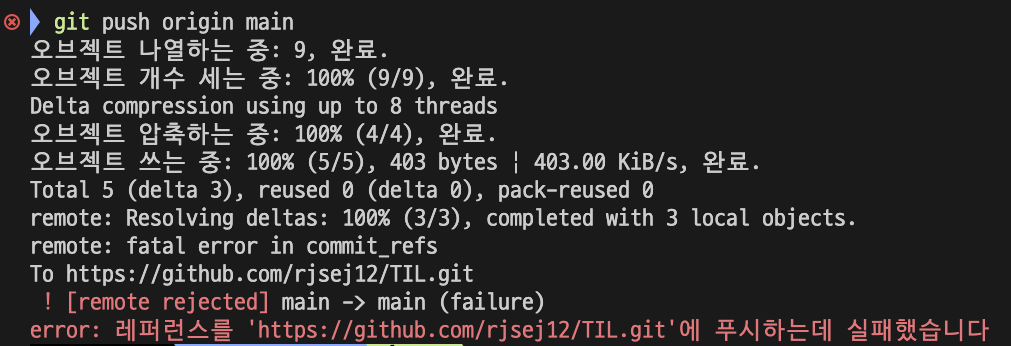 git push origin main
오브젝트 나열하는 중: 9, 완료.
오브젝트 개수 세는 중: 100% (9/9), 완료.
Delta compression using up to 8 threads
오브젝트 압축하는 중: 100% (4/4), 완료.
오브젝트 쓰는 중: 100% (5/5), 403 bytes | 403.00 KiB/s, 완료.
Total 5 (delta 3), reused 0 (delta 0), pack-reused 0
remote: Resolving deltas: 100% (3/3), completed with 3 local objects.
remote: fatal error in commit_refs
To https://github.com/rjsej12/TIL.git
! [remote rejected] main -> main (failure)
error: 레퍼런스를 'https://github.com/rjsej12/TIL.git'에 푸시하는데 실패했습니다